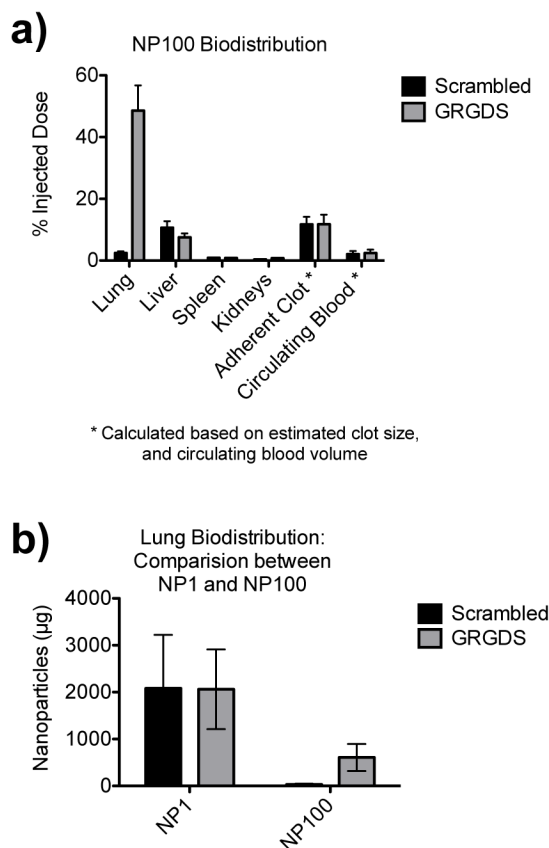 a)
NP100 Biodistribution
% Injected Dose
60
40
20
0
Scrambled
GRGDS
Lung
Liver
Spleen
Kidneys
Adherent Clot *
Circulating Blood *
* Calculated based on estimated clot size,
and circulating blood volume
b)
Lung Biodistribution:
Comparision between
NP1 and NP100
Nanoparticles (µg)
4000
3000
2000
1000
0
Scrambled
GRGDS
NP1
NP100